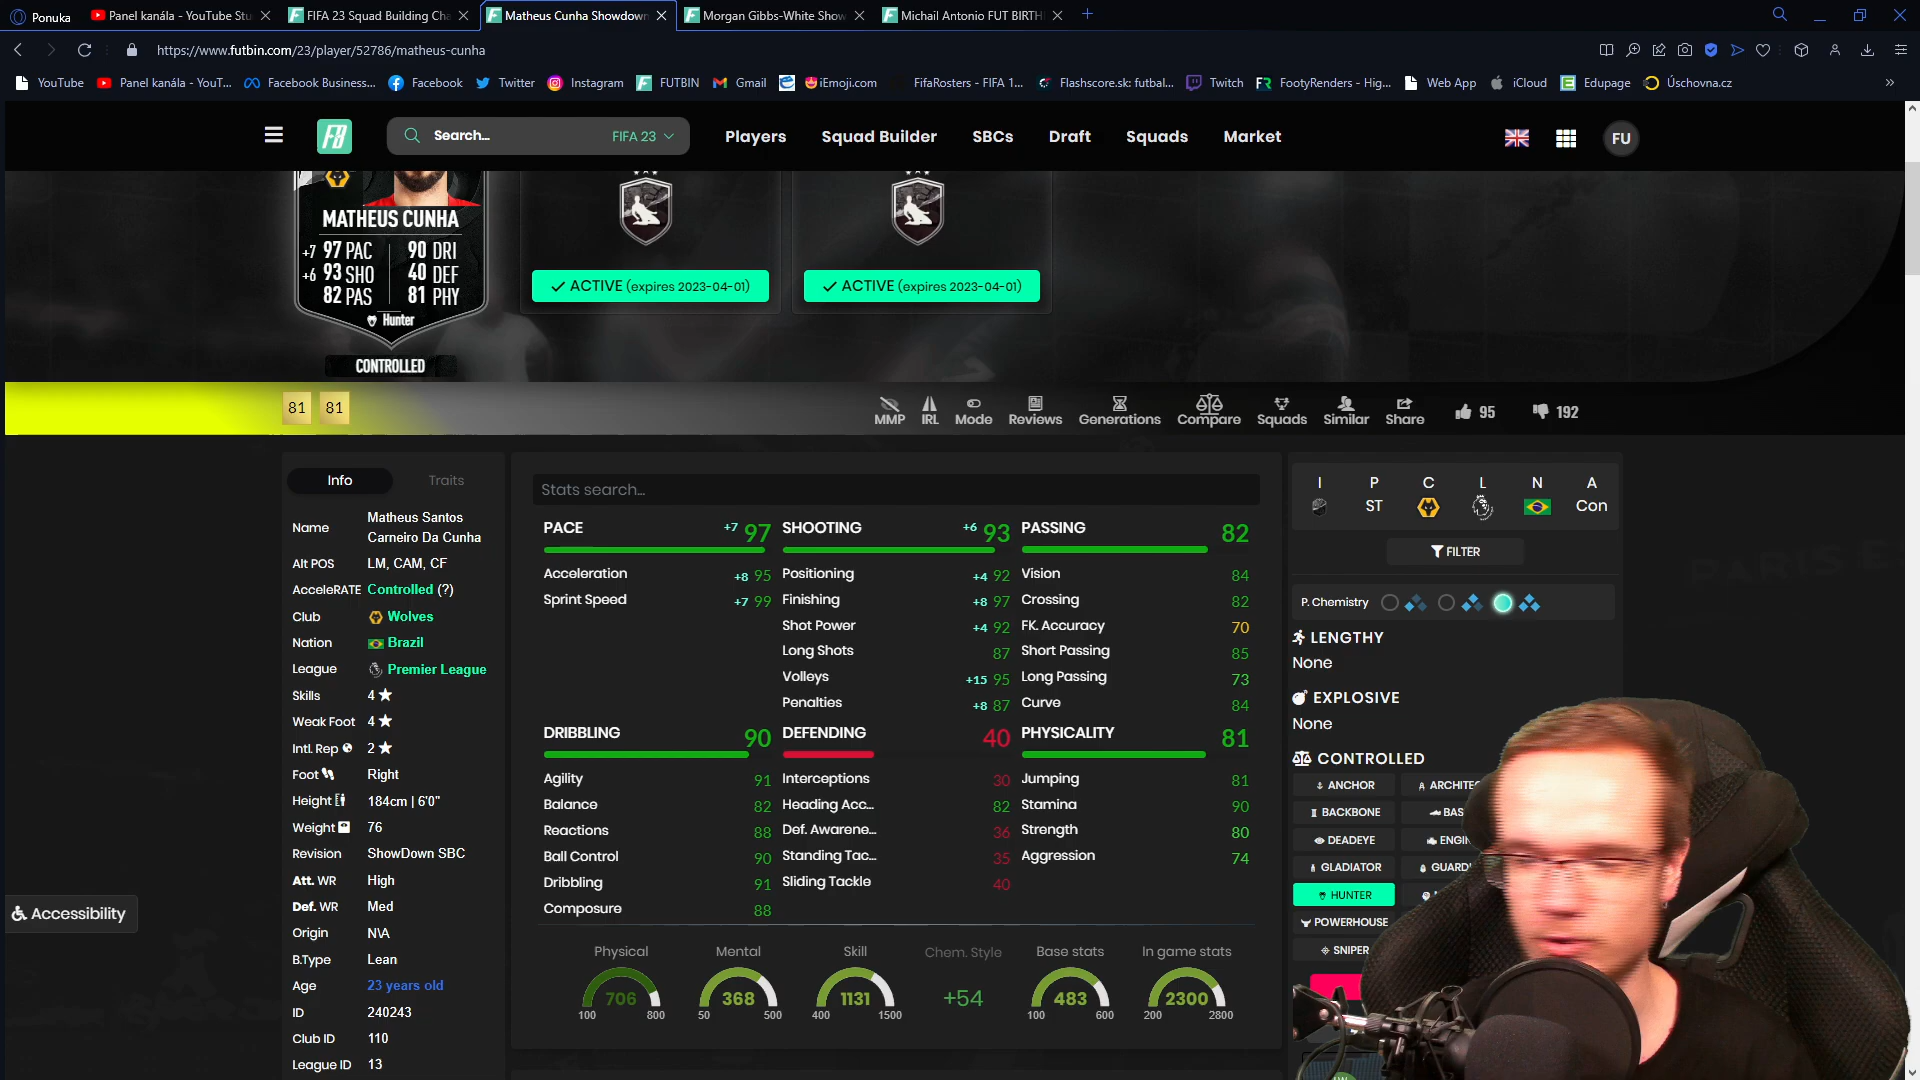 Ponuka
Panel kanála - YouTube Stu
FIFA 23 Squad Building Cha
Matheus Cunha Showdown
Morgan Gibbs-White Show
Michail Antonio FUT BIRTH
https://www.futbin.com/23/player/52786/matheus-cunha
YouTube
Panel kanála - YouT...
Facebook Business...
Facebook
Twitter
Instagram
FUTBIN
Gmail
iEmoji.com
FifaRosters - FIFA 1...
Flashscore.sk: futbal...
Twitch
FootyRenders - Hig...
Web App
iCloud
Edupage
Úschovna.cz
Search...
FIFA 23
Players
Squad Builder
SBCs
Draft
Squads
Market
FU
MATHEUS CUNHA
+7 97 PAC 90 DRI
+6 93 SHO 40 DEF
82 PAS 81 PHY
Hunter
CONTROLLED
ACTIVE (expires 2023-04-01)
ACTIVE (expires 2023-04-01)
81 81
MMP
IRL
Mode
Reviews
Generations
Compare
Squads
Similar
Share
95
192
Info
Traits
Name Matheus Santos
Carneiro Da Cunha
Alt POS LM, CAM, CF
AcceleRATE Controlled (?)
Club Wolves
Nation Brazil
League Premier League
Skills 4
Weak Foot 4
Intl. Rep 2
Foot Right
Height 184cm | 6'0"
Weight 76
Revision ShowDown SBC
Att. WR High
Def. WR Med
Origin N\A
B.Type Lean
Age 23 years old
ID 240243
Club ID 110
League ID 13
Accessibility
Stats search...
PACE +7 97
Acceleration +8 95
Sprint Speed +7 99
SHOOTING +6 93
Positioning +4 92
Finishing +8 97
Shot Power +4 92
Long Shots 87
Volleys +15 95
Penalties +8 87
PASSING 82
Vision 84
Crossing 82
FK. Accuracy 70
Short Passing 85
Long Passing 73
Curve 84
DRIBBLING 90
Agility 91
Balance 82
Reactions 88
Ball Control 90
Dribbling 91
Composure 88
DEFENDING 40
Interceptions 30
Heading Acc... 82
Def. Awarene... 36
Standing Tac... 35
Sliding Tackle 40
PHYSICALITY 81
Jumping 81
Stamina 90
Strength 80
Aggression 74
Physical
706
100 800
Mental
368
50 500
Skill
1131
400 1500
Chem. Style
+54
Base stats
483
100 600
In game stats
2300
200 2800
I P C L N A
ST Con
FILTER
P. Chemistry
LENGTHY
None
EXPLOSIVE
None
CONTROLLED
ANCHOR ARCHITEC
BACKBONE BAS
DEADEYE ENGIN
GLADIATOR GUARD
HUNTER
POWERHOUSE
SNIPER